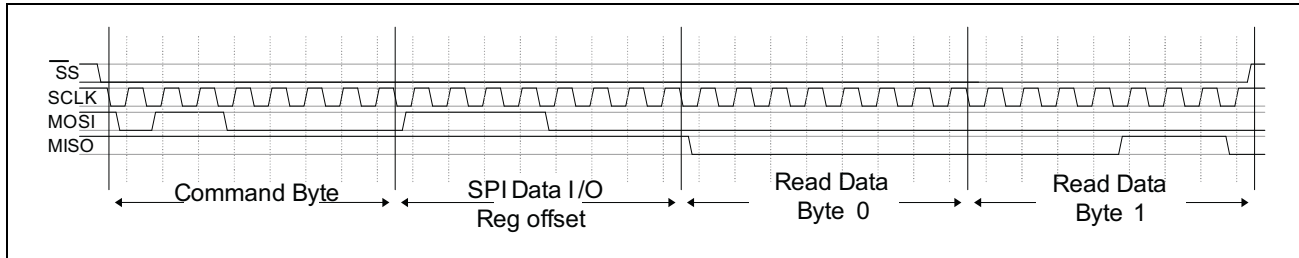 SS
SCLK
MOSI
MISO
Command Byte
SPI Data I/O
Reg offset
Read Data
Byte 0
Read Data
Byte 1